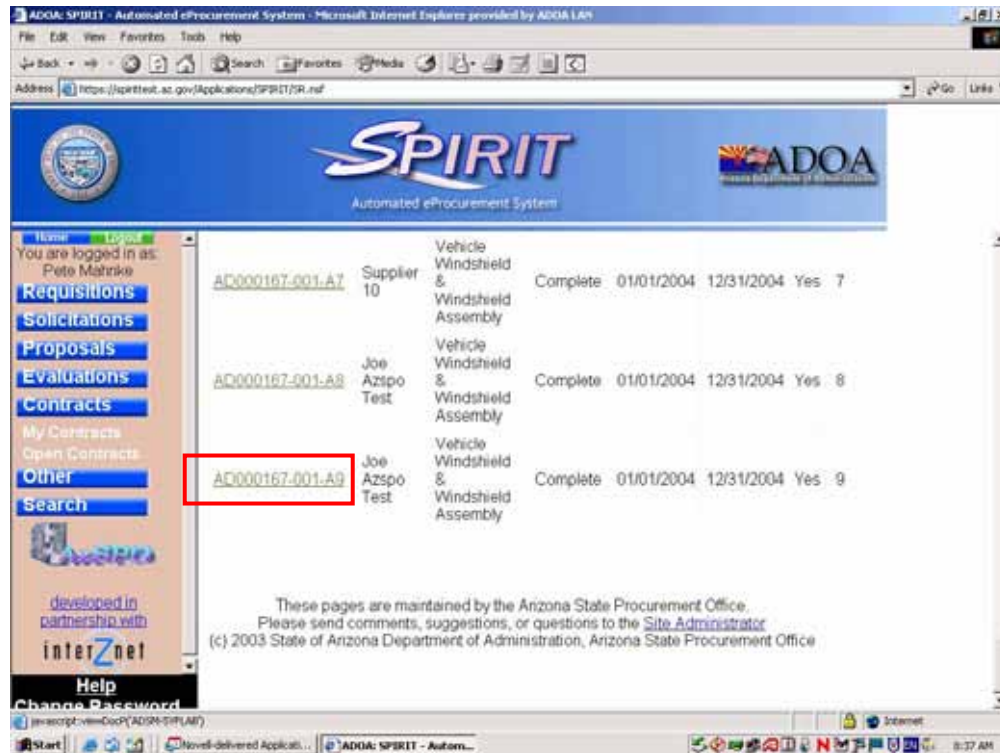 ADOA: SPIRIT - Automated eProcurement System - Microsoft Internet Explorer provided by ADOA LAN
File Edit View Favorites Tools Help
Back Search Favorites Media
Address https://spirittest.az.gov/Applications/SPIRIT/SR.nsf Go Links
SPIRIT
Automated eProcurement System
ADOA
Home Logout
You are logged in as:
Pete Mahnke
Requisitions
Solicitations
Proposals
Evaluations
Contracts
My Contracts
Open Contracts
Other
Search
developed in
partnership with
interZnet
Help
Change Password
AD000167-001-A7 Supplier 10 Vehicle Windshield & Windshield Assembly Complete 01/01/2004 12/31/2004 Yes 7
AD000167-001-A8 Joe Azspo Test Vehicle Windshield & Windshield Assembly Complete 01/01/2004 12/31/2004 Yes 8
AD000167-001-A9 Joe Azspo Test Vehicle Windshield & Windshield Assembly Complete 01/01/2004 12/31/2004 Yes 9
These pages are maintained by the Arizona State Procurement Office.
Please send comments, suggestions, or questions to the Site Administrator
(c) 2003 State of Arizona Department of Administration, Arizona State Procurement Office
Internet
Start Novell-delivered Applicati... ADOA: SPIRIT - Autom... 8:37 AM